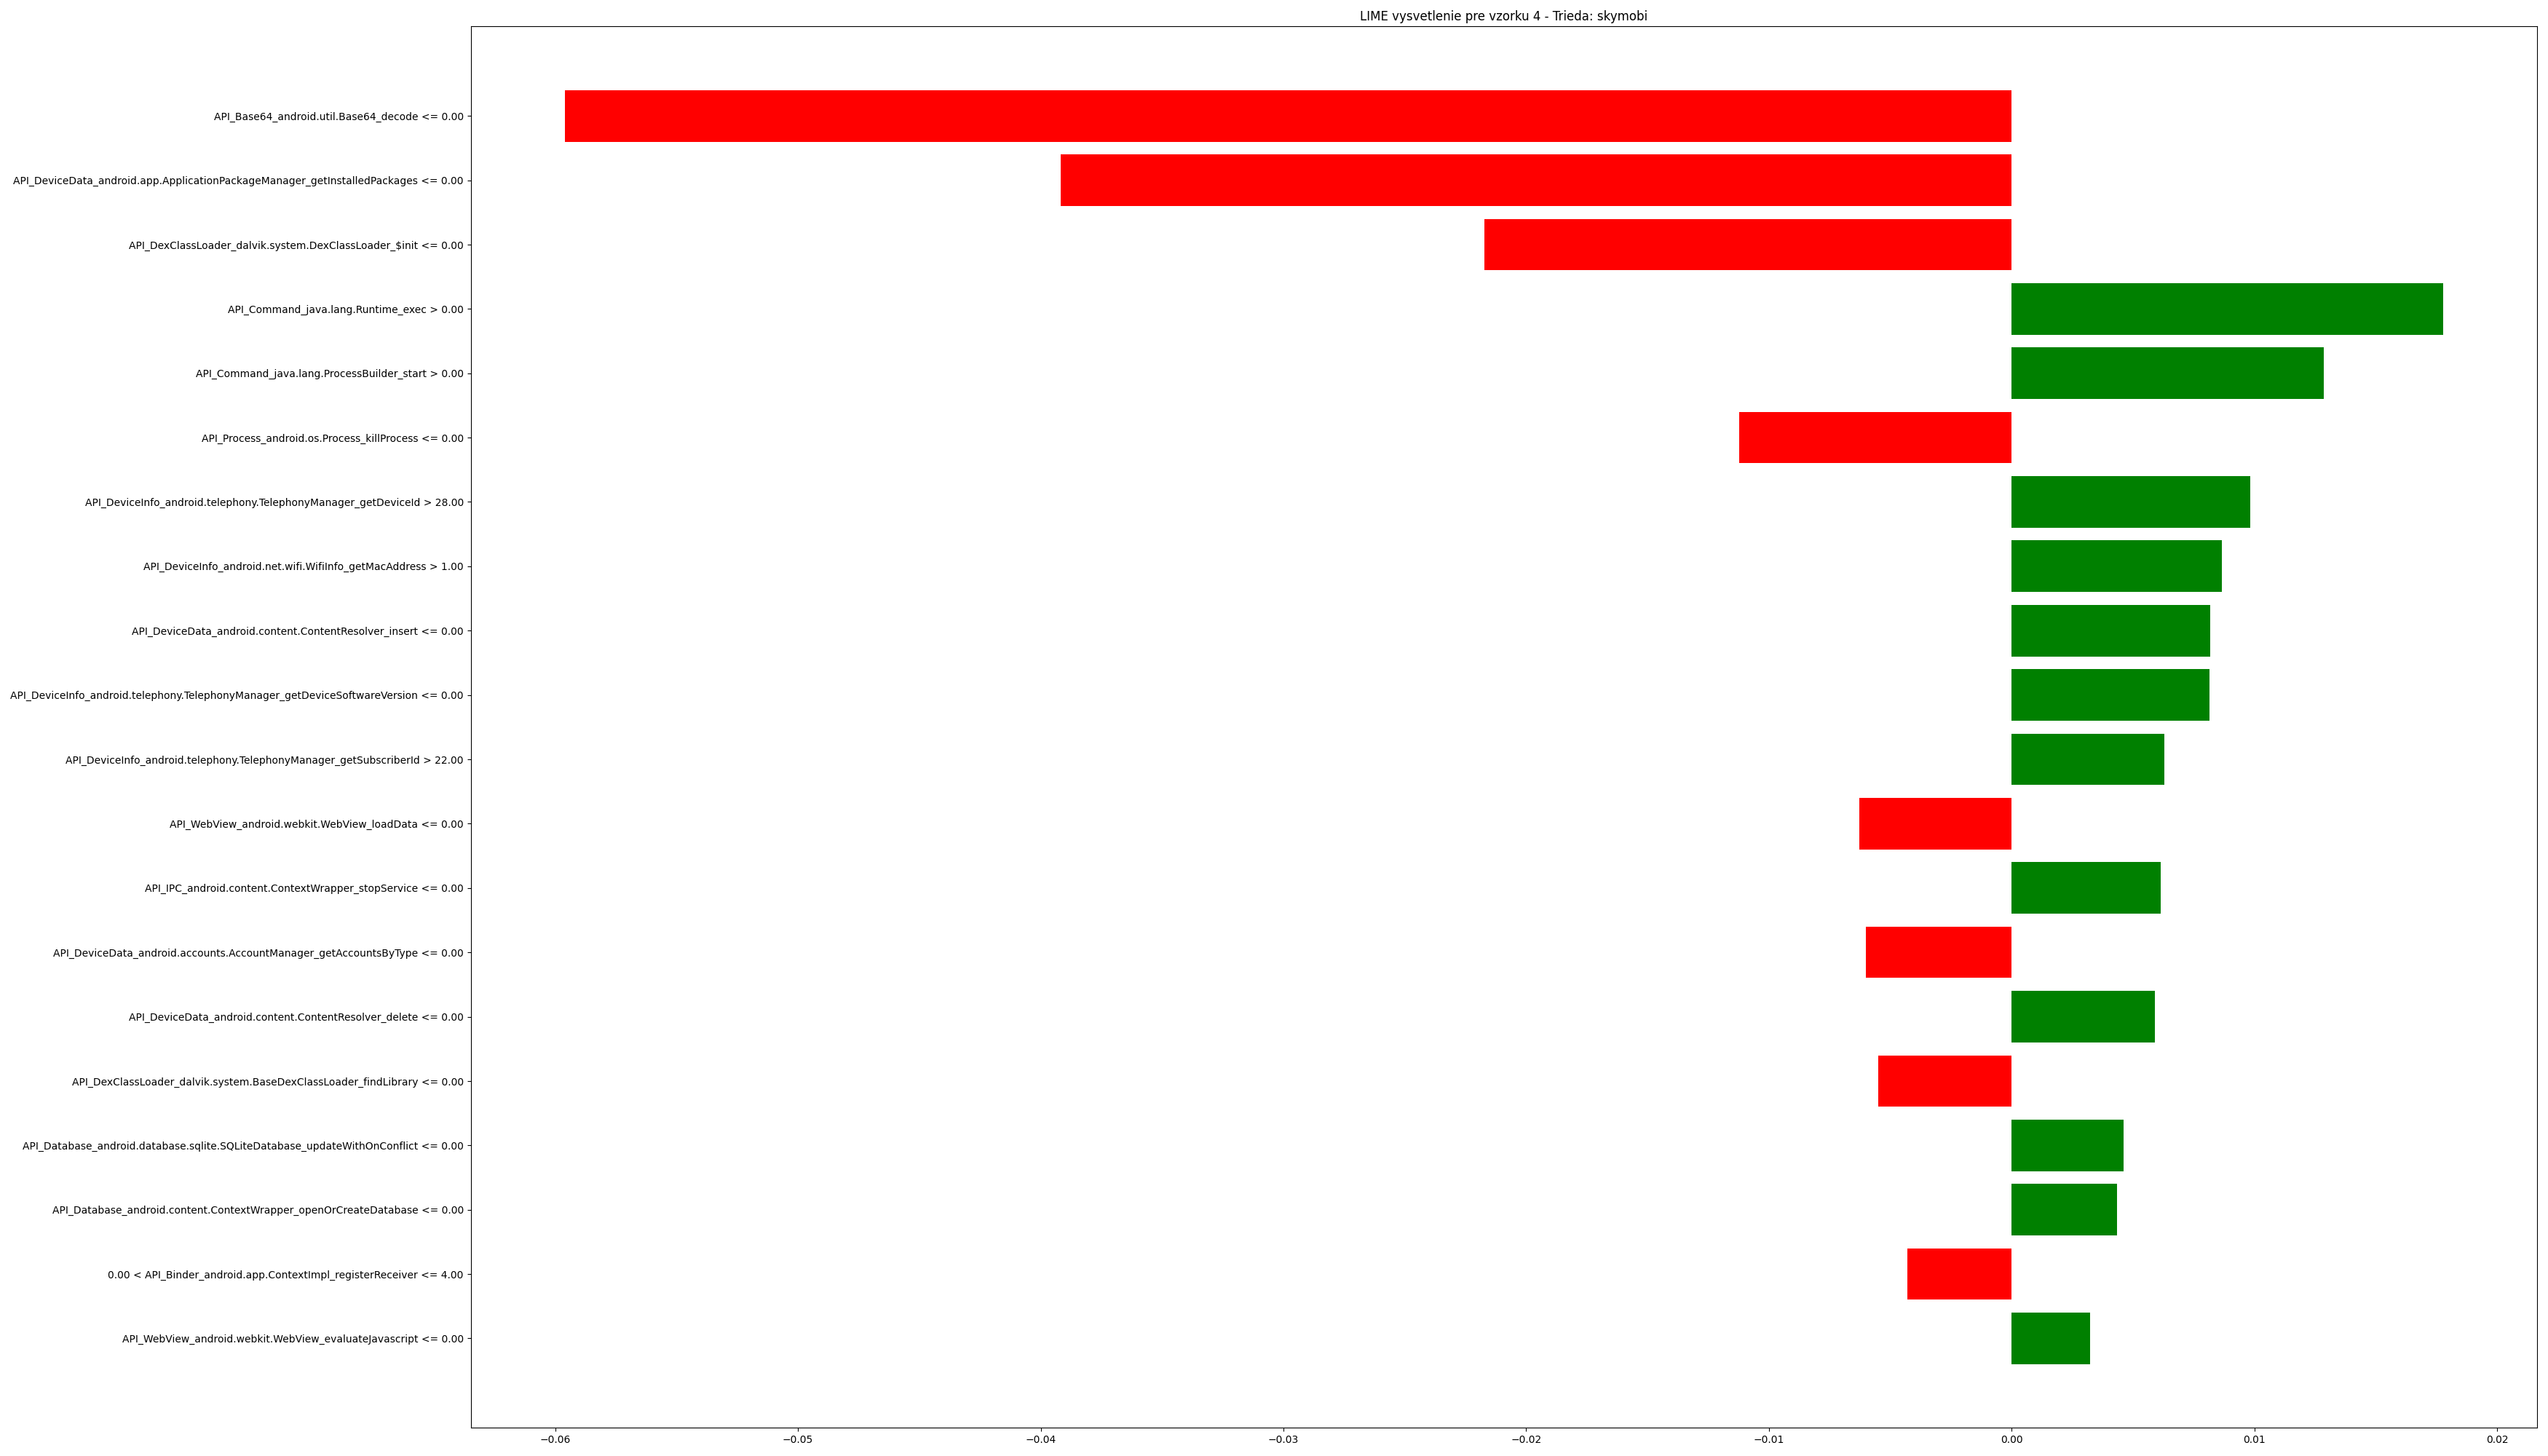 LIME vysvetlenie pre vzorku 4 - Trieda: skymobi
API_Base64_android.util.Base64_decode <= 0.00
API_DeviceData_android.app.ApplicationPackageManager_getInstalledPackages <= 0.00
API_DexClassLoader_dalvik.system.DexClassLoader_$init <= 0.00
API_Command_java.lang.Runtime_exec > 0.00
API_Command_java.lang.ProcessBuilder_start > 0.00
API_Process_android.os.Process_killProcess <= 0.00
API_DeviceInfo_android.telephony.TelephonyManager_getDeviceId > 28.00
API_DeviceInfo_android.net.wifi.WifiInfo_getMacAddress > 1.00
API_DeviceData_android.content.ContentResolver_insert <= 0.00
API_DeviceInfo_android.telephony.TelephonyManager_getDeviceSoftwareVersion <= 0.00
API_DeviceInfo_android.telephony.TelephonyManager_getSubscriberId > 22.00
API_WebView_android.webkit.WebView_loadData <= 0.00
API_IPC_android.content.ContextWrapper_stopService <= 0.00
API_DeviceData_android.accounts.AccountManager_getAccountsByType <= 0.00
API_DeviceData_android.content.ContentResolver_delete <= 0.00
API_DexClassLoader_dalvik.system.BaseDexClassLoader_findLibrary <= 0.00
API_Database_android.database.sqlite.SQLiteDatabase_updateWithOnConflict <= 0.00
API_Database_android.content.ContextWrapper_openOrCreateDatabase <= 0.00
0.00 < API_Binder_android.app.ContextImpl_registerReceiver <= 4.00
API_WebView_android.webkit.WebView_evaluateJavascript <= 0.00
−0.06 −0.05 −0.04 −0.03 −0.02 −0.01 0.00 0.01 0.02